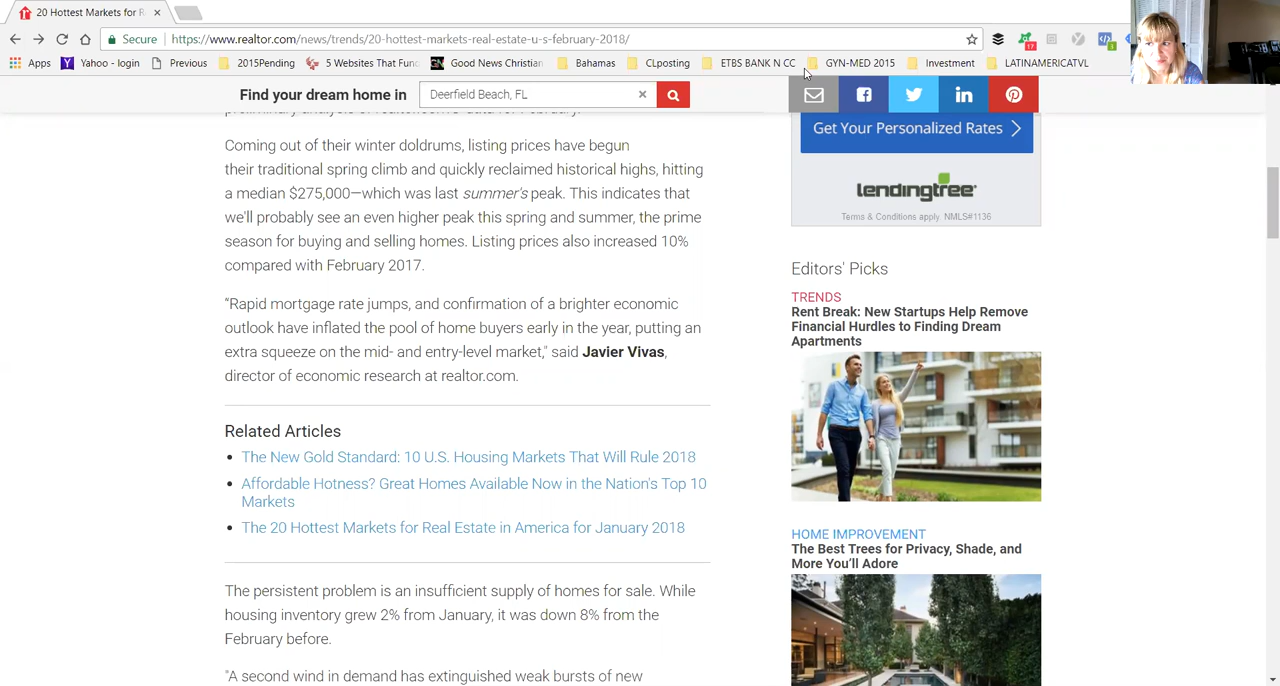 20 Hottest Markets for R
Secure
https://www.realtor.com/news/trends/20-hottest-markets-real-estate-u-s-february-2018/
Apps
Yahoo - login
Previous
2015Pending
Websites That Func
News Christian
Bahamas
CLposting
ETDS BANK N CC
GYN-MED 2015
Investment
LATINAMERICATVL
17
3
Find your dream home in
Deerfield Beach, FL
Coming out of their winter doldrums, listing prices have begun
their traditional spring climb and quickly reclaimed historical highs, hitting
a median $275,000—which was last summer's peak. This indicates that
we'll probably see an even higher peak this spring and summer, the prime
season for buying and selling homes. Listing prices also increased 10%
compared with February 2017.
“Rapid mortgage rate jumps, and confirmation of a brighter economic
outlook have inflated the pool of home buyers early in the year, putting an
extra squeeze on the mid- and entry-level market," said Javier Vivas,
director of economic research at realtor.com.
Related Articles
The New Gold Standard: 10 U.S. Housing Markets That Will Rule 2018
Affordable Hotness? Great Homes Available Now in the Nation's Top 10
Markets
The 20 Hottest Markets for Real Estate in America for January 2018
The persistent problem is an insufficient supply of homes for sale. While
housing inventory grew 2% from January, it was down 8% from the
February before.
"A second wind in demand has extinguished weak bursts of new
Get Your Personalized Rates
lendingtree
Terms & Conditions apply. NMLS#1136
Editors' Picks
TRENDS
Rent Break: New Startups Help Remove
Financial Hurdles to Finding Dream
Apartments
HOME IMPROVEMENT
The Best Trees for Privacy, Shade, and
More You'll Adore